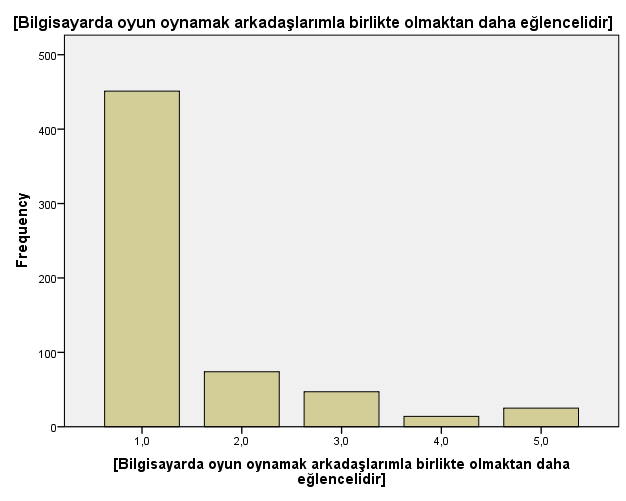 [Bilgisayarda oyun oynamak arkadaşlarımla birlikte olmaktan daha eğlencelidir]
500
400
300
200
100
0
Frequency
1,0 2,0 3,0 4,0 5,0
[Bilgisayarda oyun oynamak arkadaşlarımla birlikte olmaktan daha
eğlencelidir]